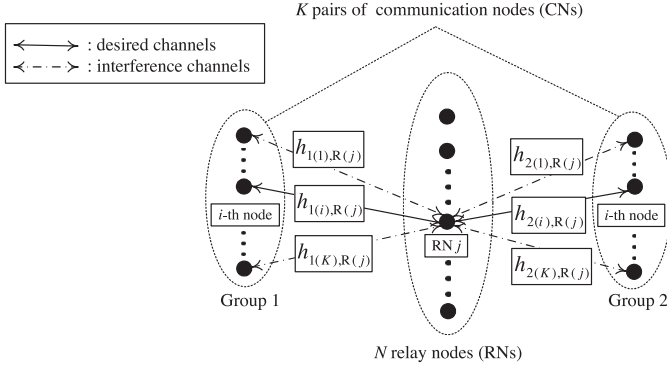 K pairs of communication nodes (CNs)
: desired channels
: interference channels
h1(1),R(j)
h2(1),R(j)
h1(i),R(j)
h2(i),R(j)
i-th node
i-th node
RN j
h1(K),R(j)
h2(K),R(j)
Group 1
Group 2
N relay nodes (RNs)